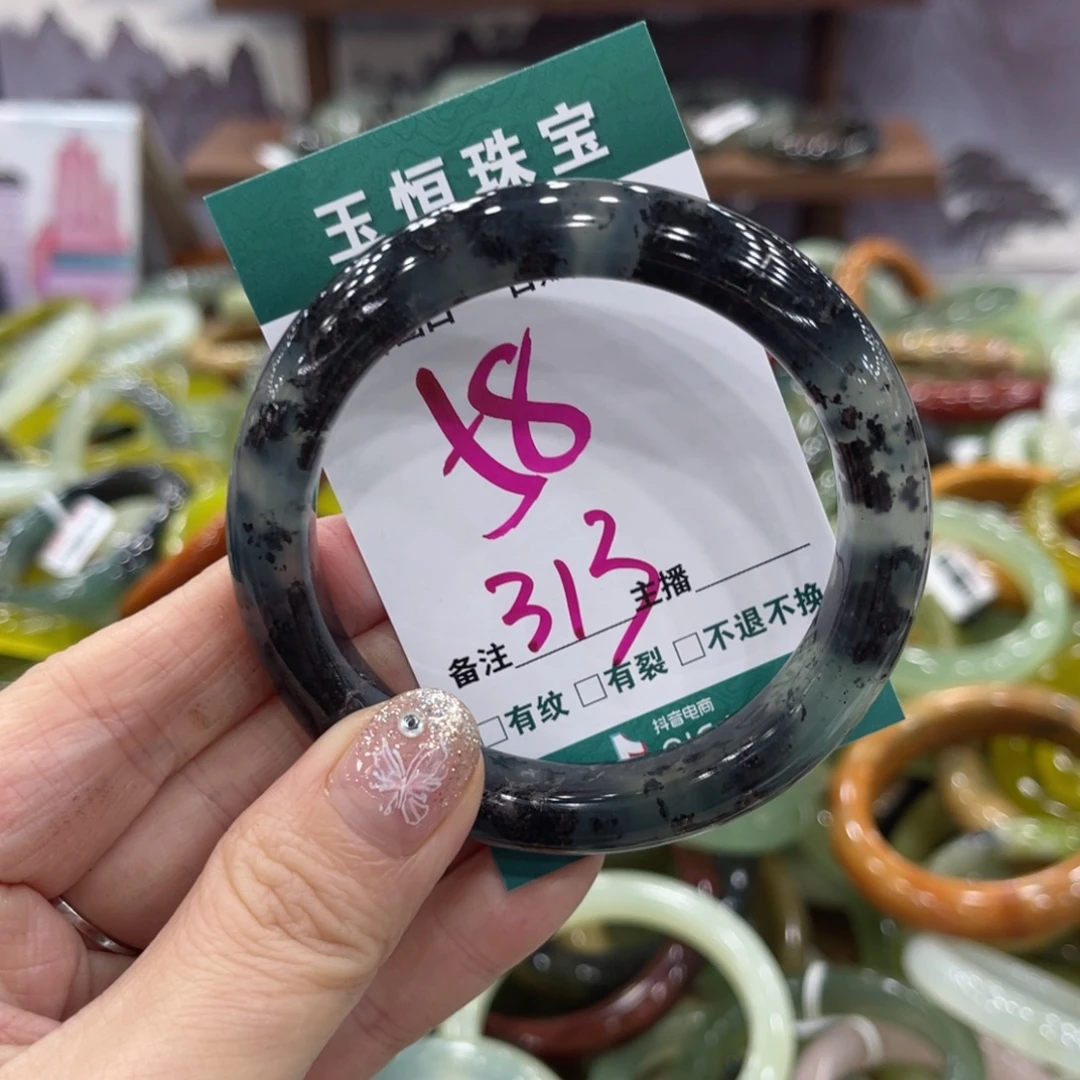 玉恒珠宝
58
313
主播
备注
□有纹 □有裂 □不退不换
抖音电商